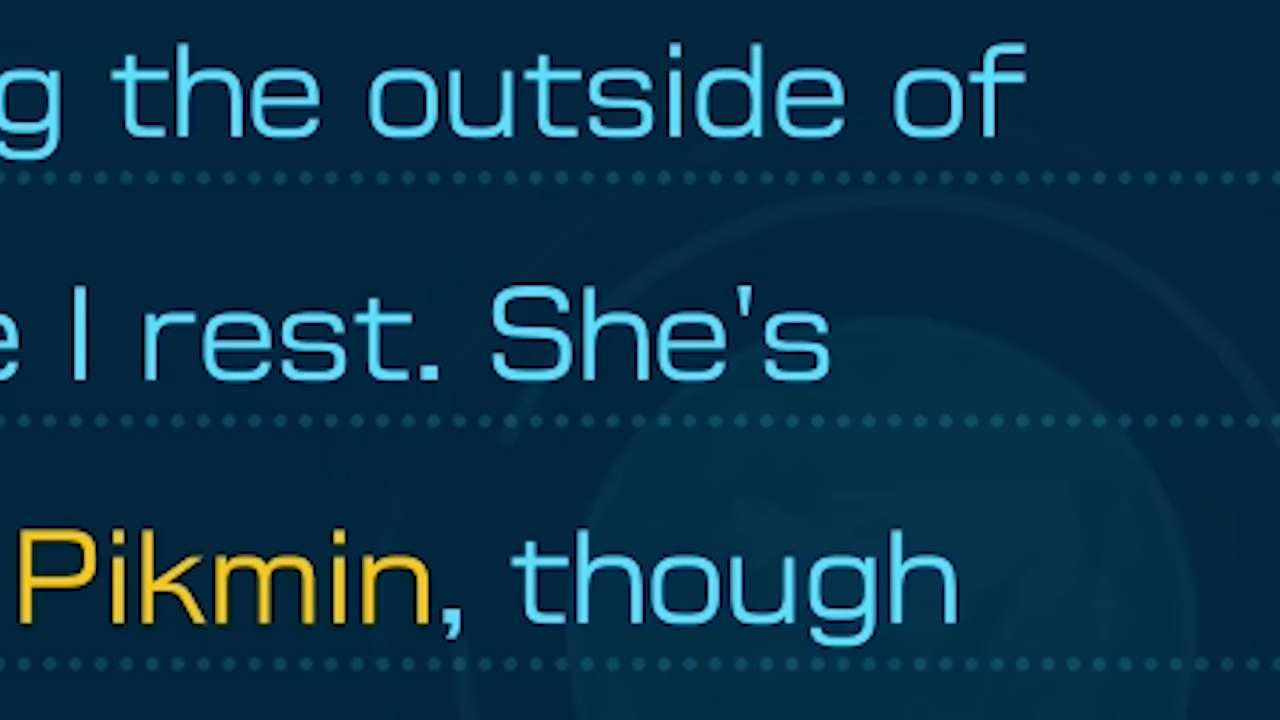 g the outside of
e I rest. She's
Pikmin, though